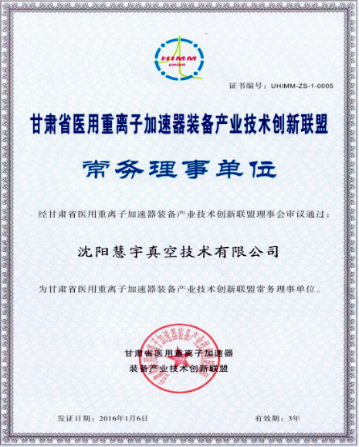 HIMM
UNION
证书编号：UHIMM-ZS-1-0005
甘肃省医用重离子加速器装备产业技术创新联盟
常务理事单位
经甘肃省医用重离子加速器装备产业技术创新联盟理事会审议通过：
沈阳慧宇真空技术有限公司
为甘肃省医用重离子加速器装备产业技术创新联盟常务理事单位。
甘肃省医用重离子加速器
装备产业技术创新联盟
发证日期：2016年1月6日
有效期：3年